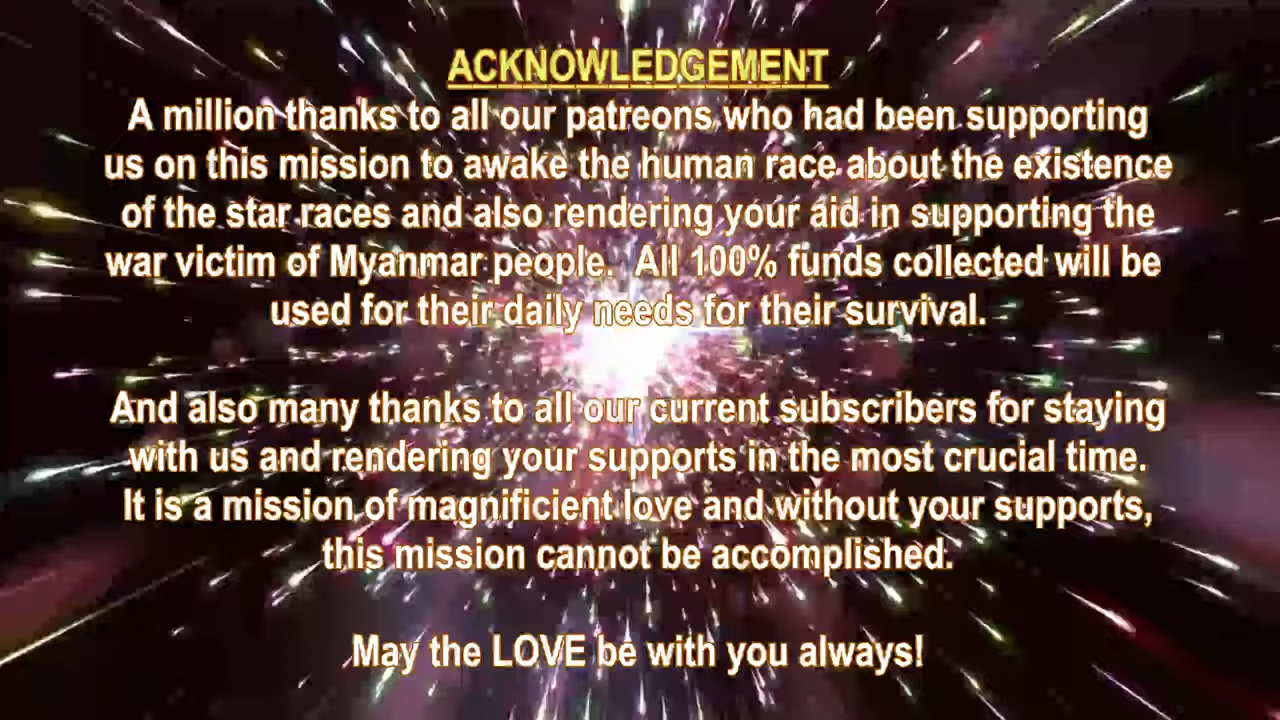 ACKNOWLEDGEMENT
A million thanks to all our patreons who had been supporting
us on this mission to awake the human race about the existence
of the star races and also rendering your aid in supporting the
war victim of Myanmar people.  All 100% funds collected will be
used for their daily needs for their survival.
And also many thanks to all our current subscribers for staying
with us and rendering your supports in the most crucial time.
It is a mission of magnificient love and without your supports,
this mission cannot be accomplished.
May the LOVE be with you always!